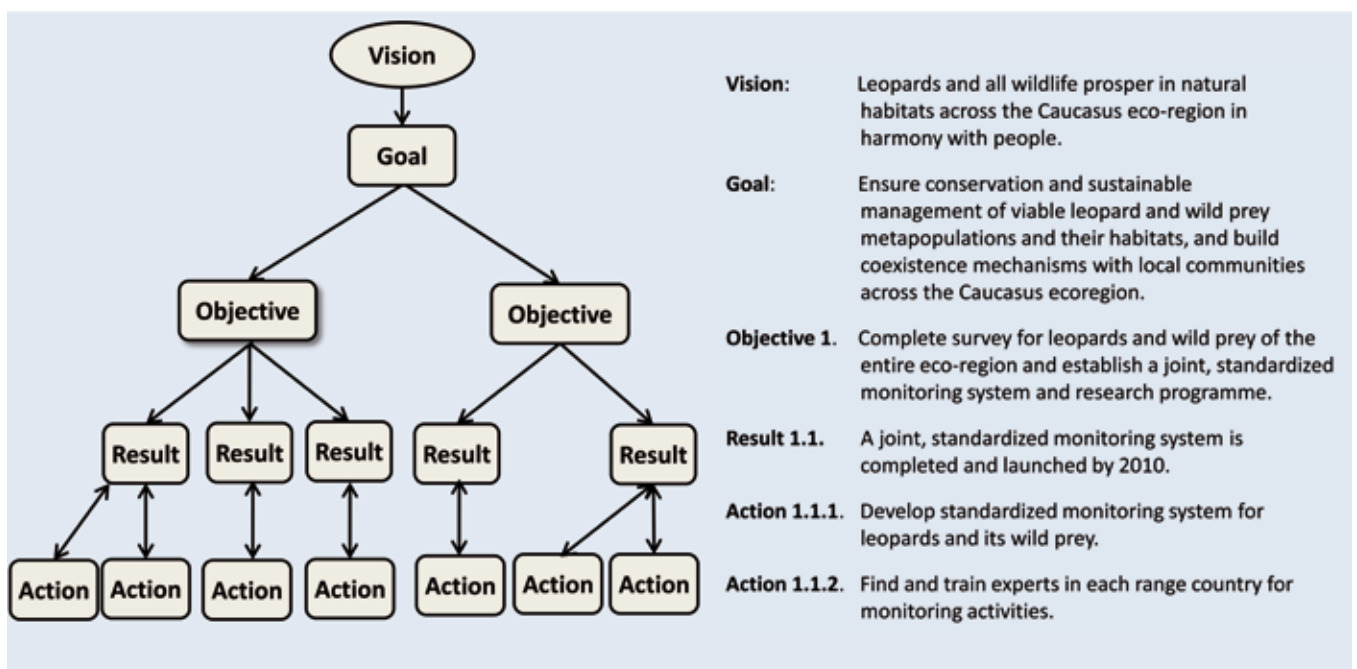 Vision
Goal
Objective
Objective
Result
Result
Result
Result
Result
Action
Action
Action
Action
Action
Action
Action
Vision: Leopards and all wildlife prosper in natural
habitats across the Caucasus eco-region in
harmony with people.
Goal: Ensure conservation and sustainable
management of viable leopard and wild prey
metapopulations and their habitats, and build
coexistence mechanisms with local communities
across the Caucasus ecoregion.
Objective 1. Complete survey for leopards and wild prey of the
entire eco-region and establish a joint, standardized
monitoring system and research programme.
Result 1.1. A joint, standardized monitoring system is
completed and launched by 2010.
Action 1.1.1. Develop standardized monitoring system for
leopards and its wild prey.
Action 1.1.2. Find and train experts in each range country for
monitoring activities.